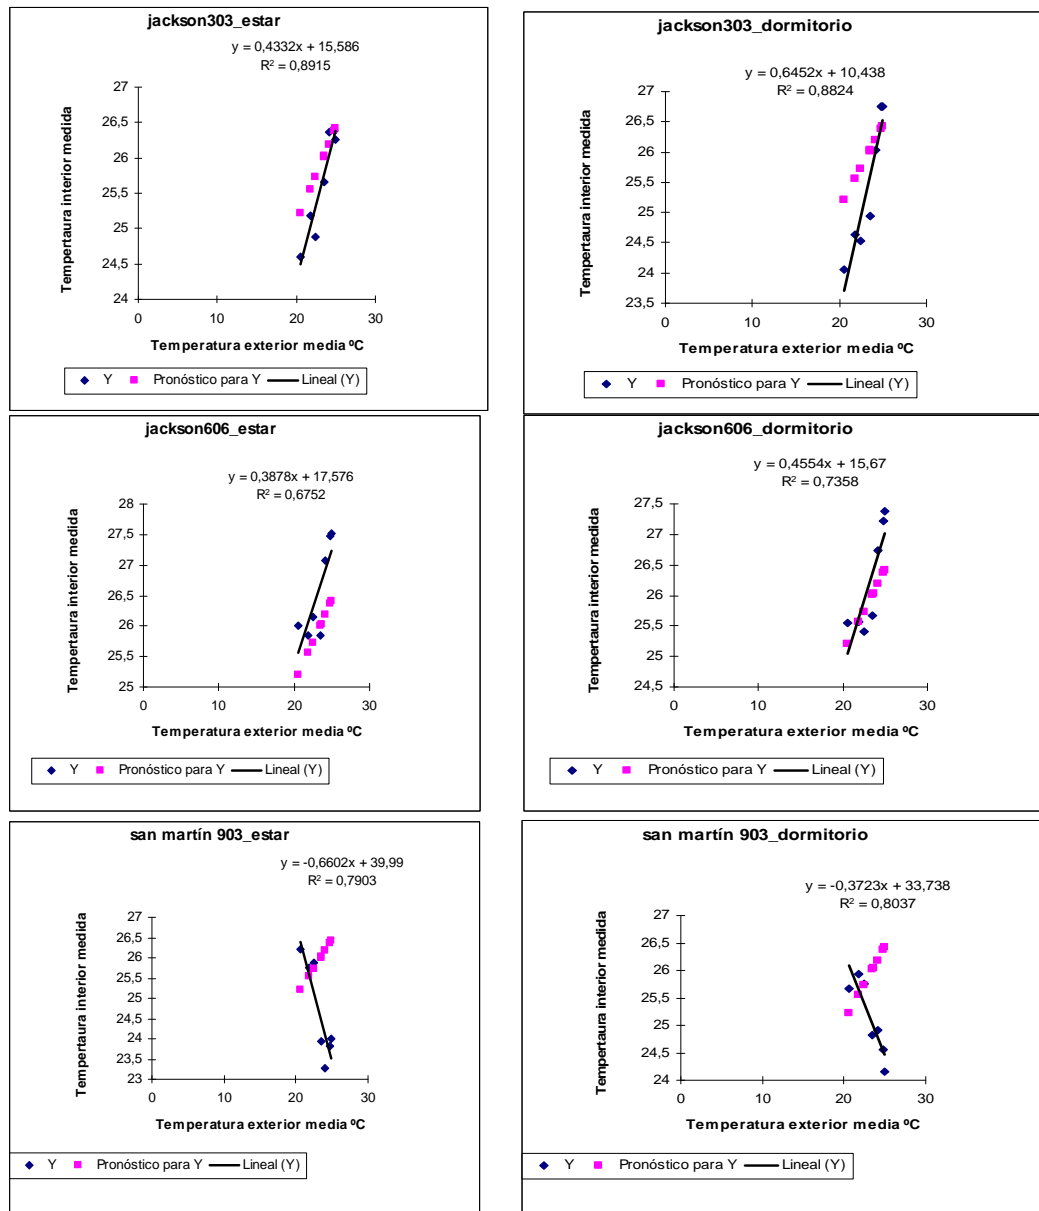 jackson303_estar
y = 0,4332x + 15,586
R² = 0,8915
Tempertaura interior medida
27
26,5
26
25,5
25
24,5
24
0 10 20 30
Temperatura exterior media ºC
Y Pronóstico para Y Lineal (Y)
jackson303_dormitorio
y = 0,6452x + 10,438
R² = 0,8824
Tempertaura interior medida
27
26,5
26
25,5
25
24,5
24
23,5
0 10 20 30
Temperatura exterior media ºC
Y Pronóstico para Y Lineal (Y)
jackson606_estar
y = 0,3878x + 17,576
R² = 0,6752
Tempertaura interior medida
28
27,5
27
26,5
26
25,5
25
0 10 20 30
Temperatura exterior media ºC
Y Pronóstico para Y Lineal (Y)
jackson606_dormitorio
y = 0,4554x + 15,67
R² = 0,7358
Tempertaura interior medida
27,5
27
26,5
26
25,5
25
24,5
0 10 20 30
Temperatura exterior media ºC
Y Pronóstico para Y Lineal (Y)
san martín 903_estar
y = -0,6602x + 39,99
R² = 0,7903
Tempertaura interior medida
27
26,5
26
25,5
25
24,5
24
23,5
23
0 10 20 30
Temperatura exterior media ºC
Y Pronóstico para Y Lineal (Y)
san martín 903_dormitorio
y = -0,3723x + 33,738
R² = 0,8037
Tempertaura interior medida
27
26,5
26
25,5
25
24,5
24
0 10 20 30
Temperatura exterior media ºC
Y Pronóstico para Y Lineal (Y)